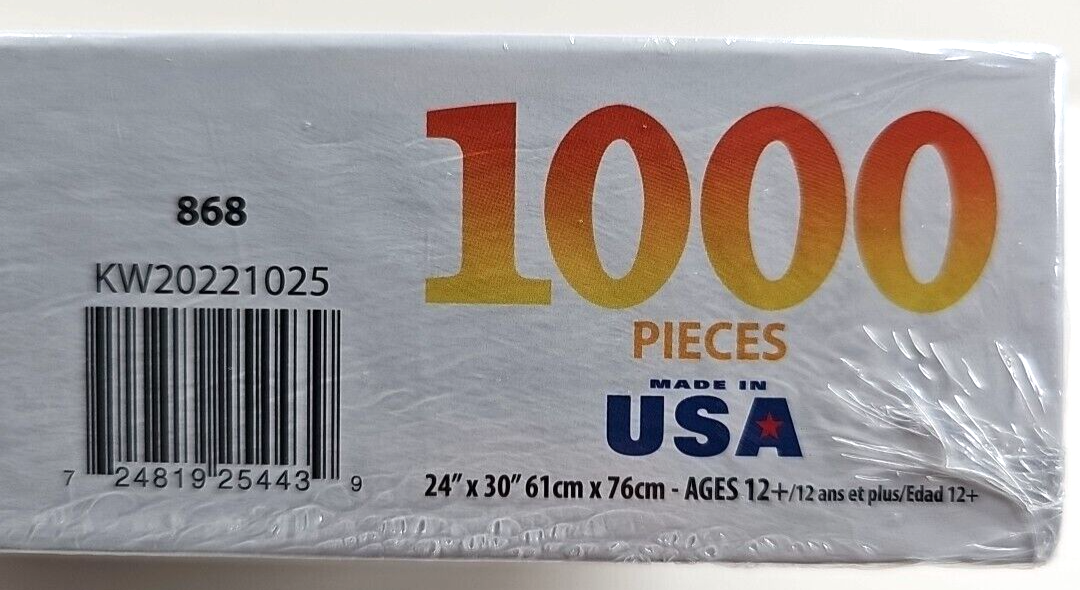 868
KW20221025
7 24819 25443 9
1000
PIECES
MADE IN
USA
24” x 30” 61cm x 76cm - AGES 12+/12 ans et plus/Edad 12+